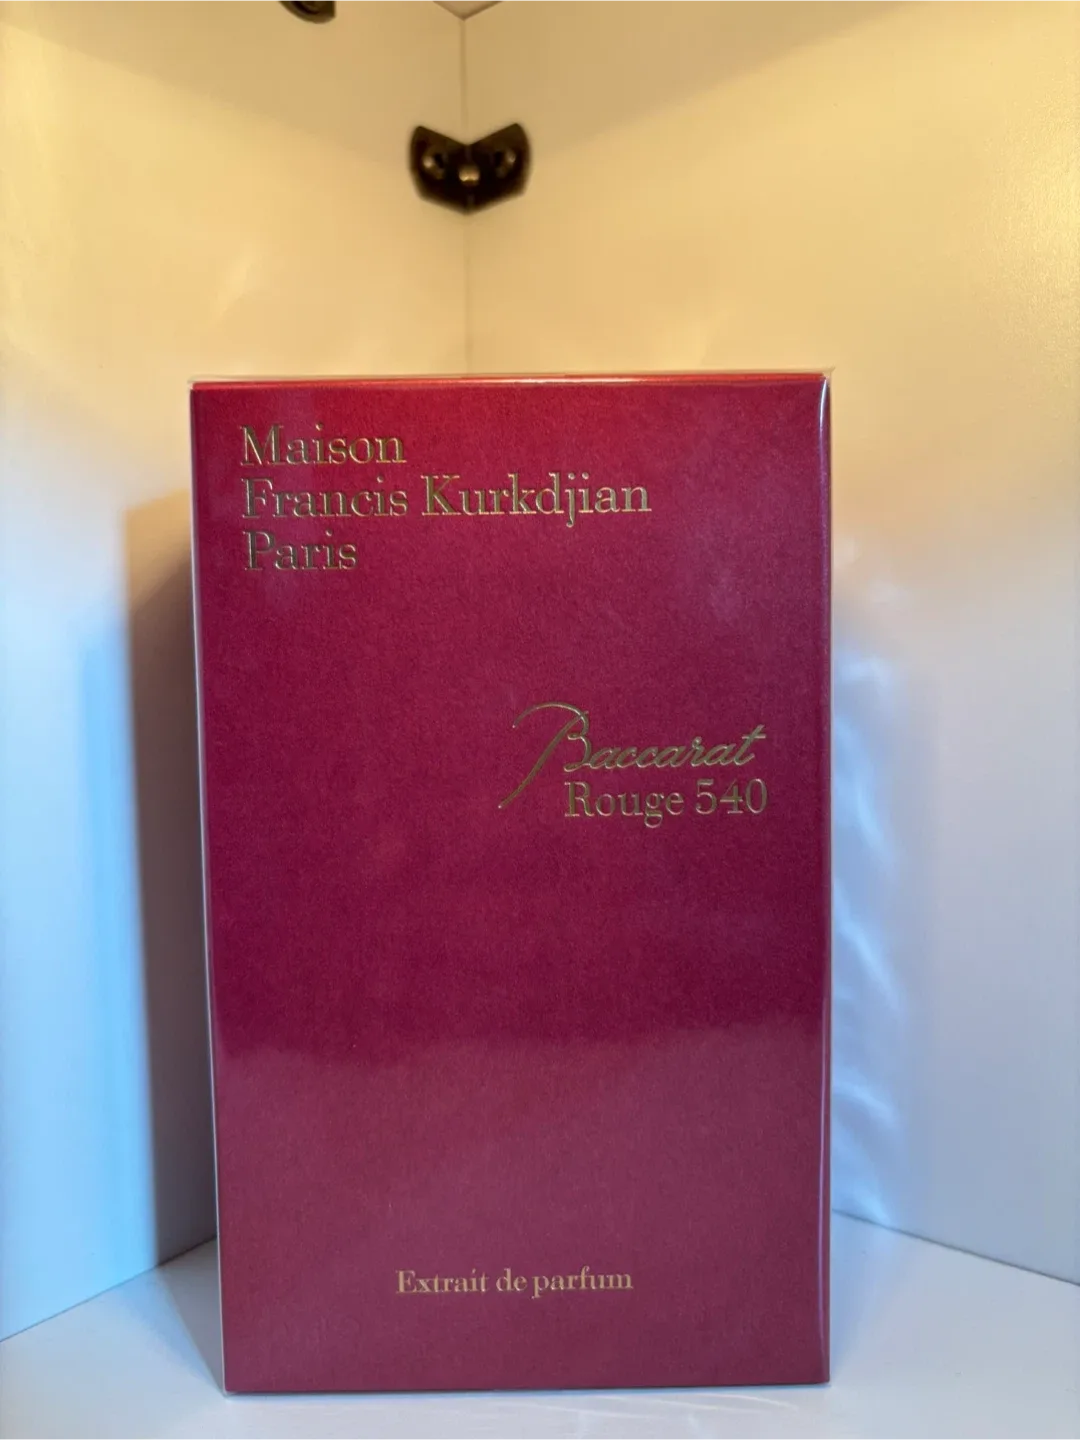 Maison
Francis Kurkdjian
Paris
Baccarat
Rouge 540
Extrait de parfum